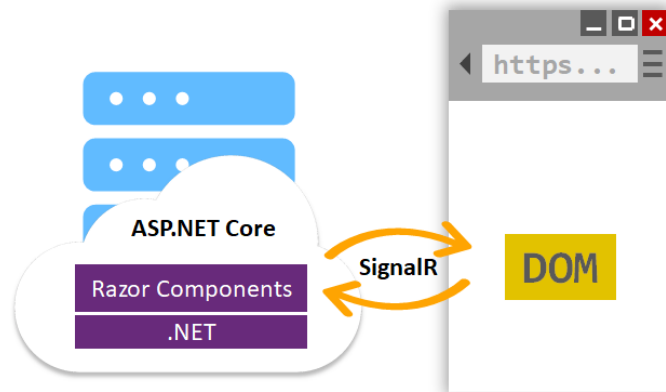 https...
ASP.NET Core
SignalR
Razor Components
.NET
DOM